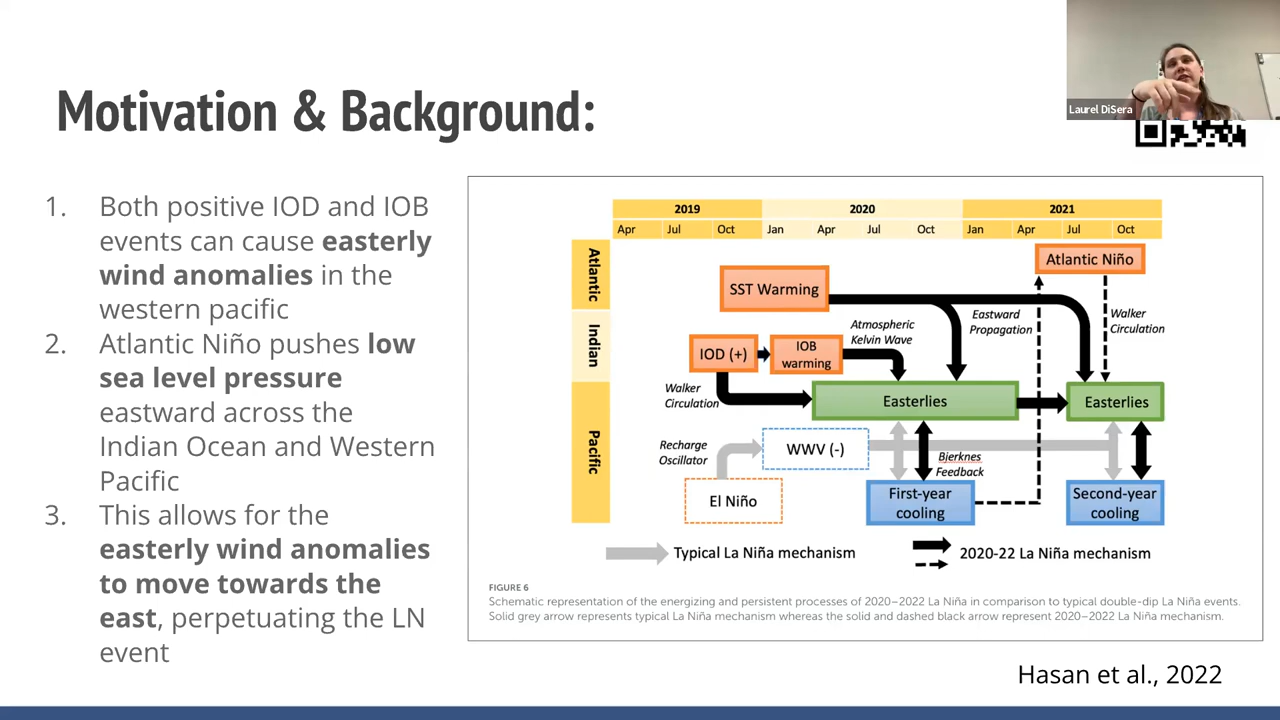 Laurel DiSera
Motivation & Background:
1. Both positive IOD and IOB
events can cause easterly
wind anomalies in the
western pacific
2. Atlantic Niño pushes low
sea level pressure
eastward across the
Indian Ocean and Western
Pacific
3. This allows for the
easterly wind anomalies
to move towards the
east, perpetuating the LN
event
2019 2020 2021
Apr Jul Oct Jan Apr Jul Oct Jan Apr Jul Oct
Atlantic
Indian
Pacific
SST Warming
Atlantic Niño
Eastward
Propagation
Walker
Circulation
Atmospheric
Kelvin Wave
IOD (+)
IOB
warming
Walker
Circulation
Easterlies
Easterlies
Recharge
Oscillator
WWV (-)
Bjerknes
Feedback
El Niño
First-year
cooling
Second-year
cooling
Typical La Niña mechanism
2020-22 La Niña mechanism
FIGURE 6
Schematic representation of the energizing and persistent processes of 2020–2022 La Niña in comparison to typical double-dip La Niña events.
Solid grey arrow represents typical La Niña mechanism whereas the solid and dashed black arrow represent 2020–2022 La Niña mechanism.
Hasan et al., 2022